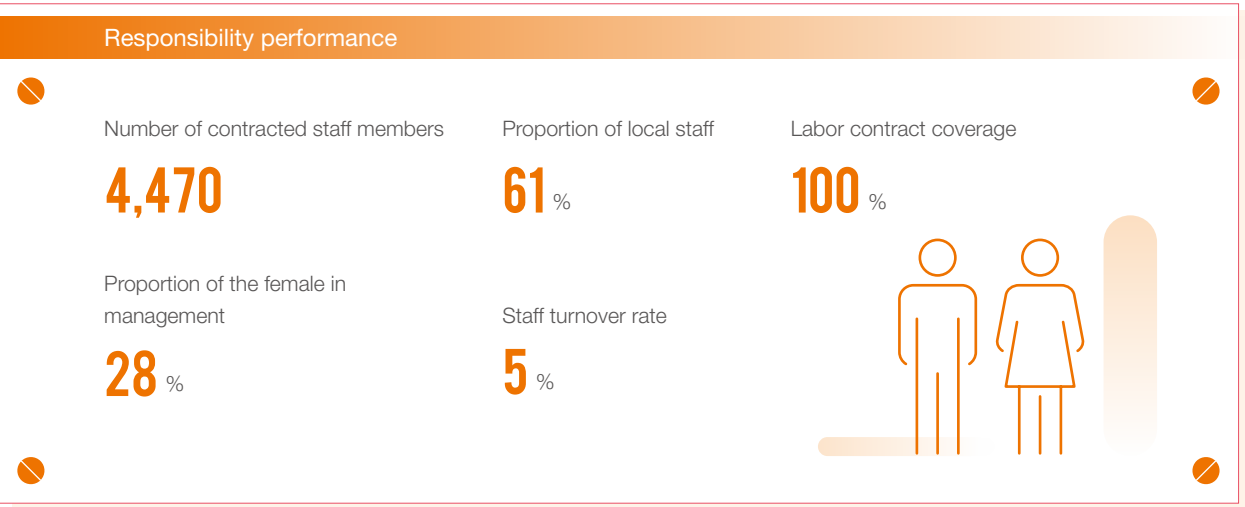 Responsibility performance
Number of contracted staff members
4,470
Proportion of local staff
61 %
Labor contract coverage
100 %
Proportion of the female in
management
28 %
Staff turnover rate
5 %